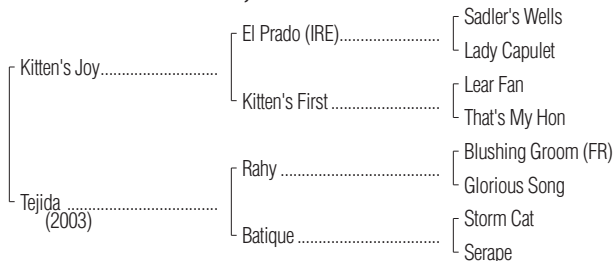 Sadler's Wells
El Prado (IRE)
Lady Capulet
Kitten's Joy
Lear Fan
Kitten's First
That's My Hon
Blushing Groom (FR)
Rahy
Glorious Song
Tejida
(2003)
Storm Cat
Batique
Serape